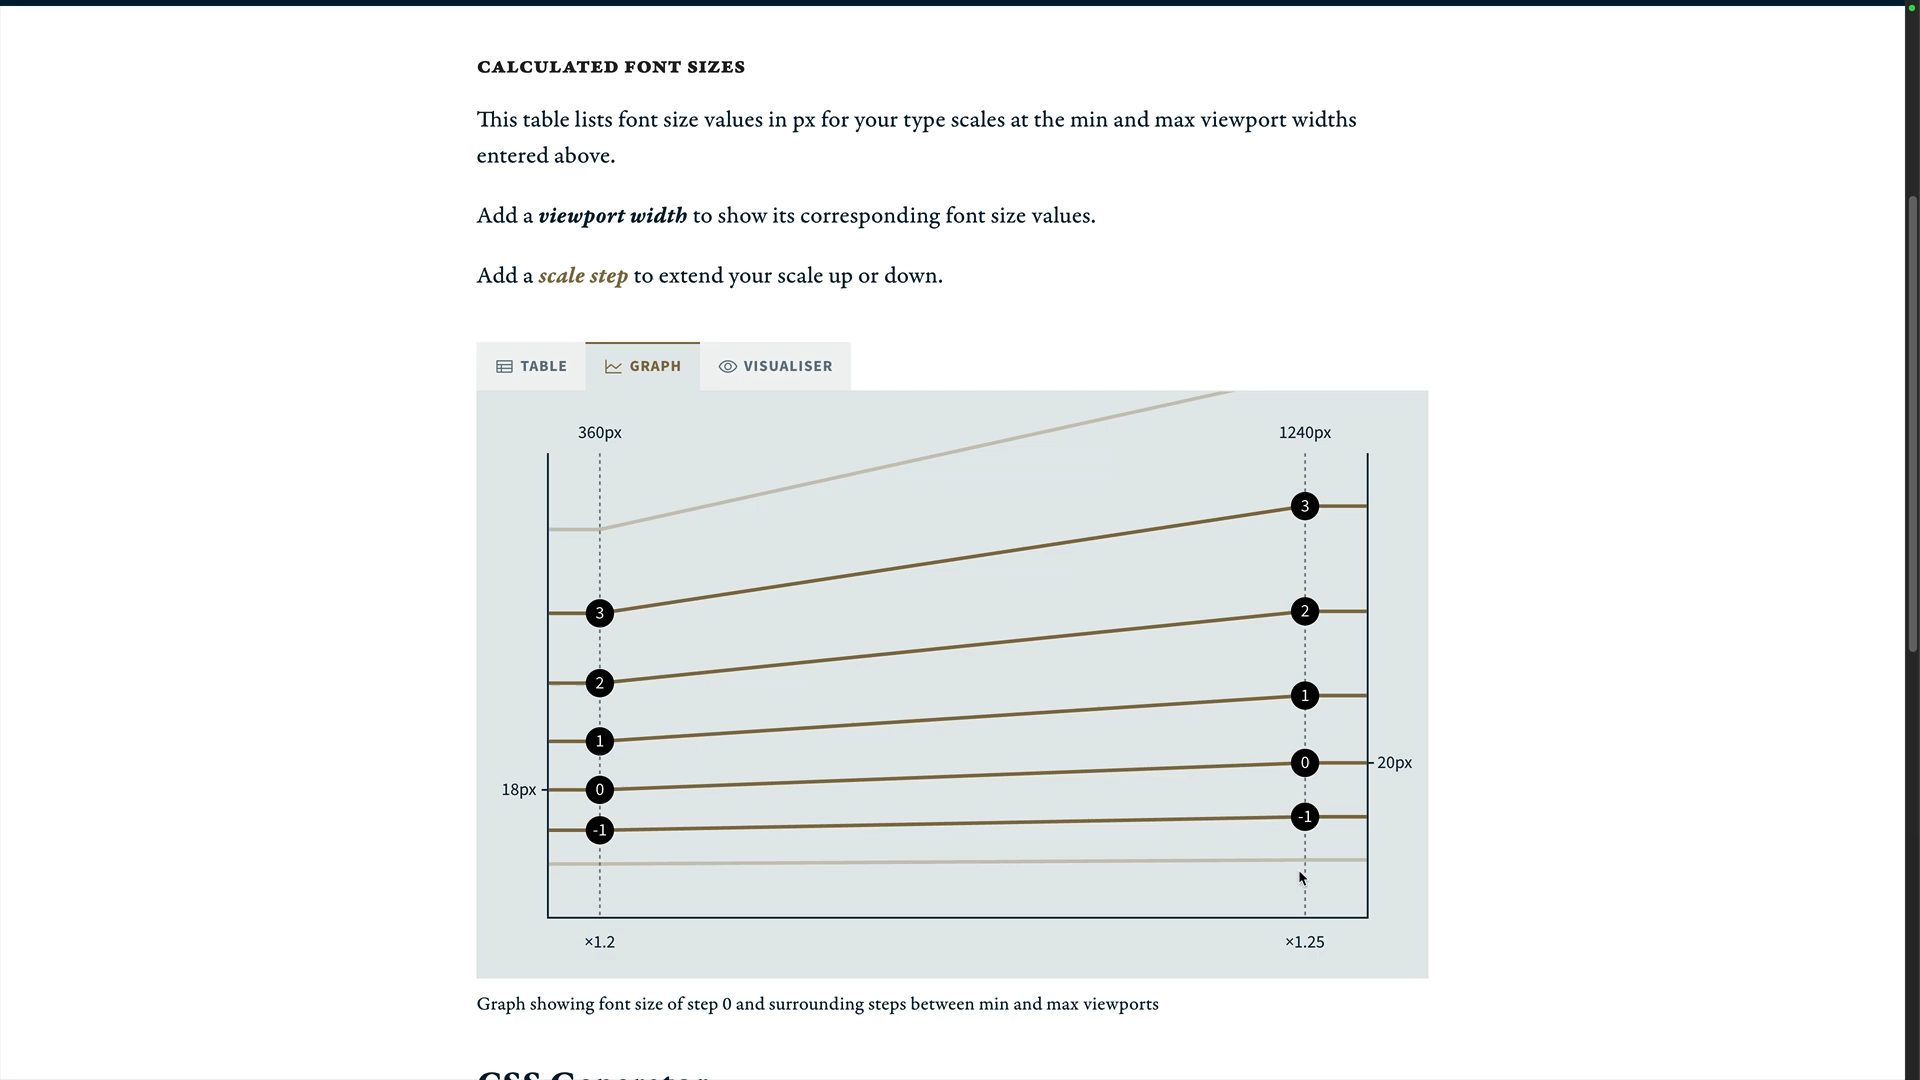 CALCULATED FONT SIZES
This table lists font size values in px for your type scales at the min and max viewport widths
entered above.
Add a viewport width to show its corresponding font size values.
Add a scale step to extend your scale up or down.
TABLE GRAPH VISUALISER
360px 1240px
3 3
2 2
1 1
18px 0 0 20px
-1 -1
×1.2 ×1.25
Graph showing font size of step 0 and surrounding steps between min and max viewports
CSS Generator